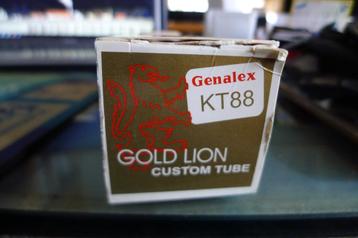 Genalex
KT88
GOLD LION
CUSTOM TUBE